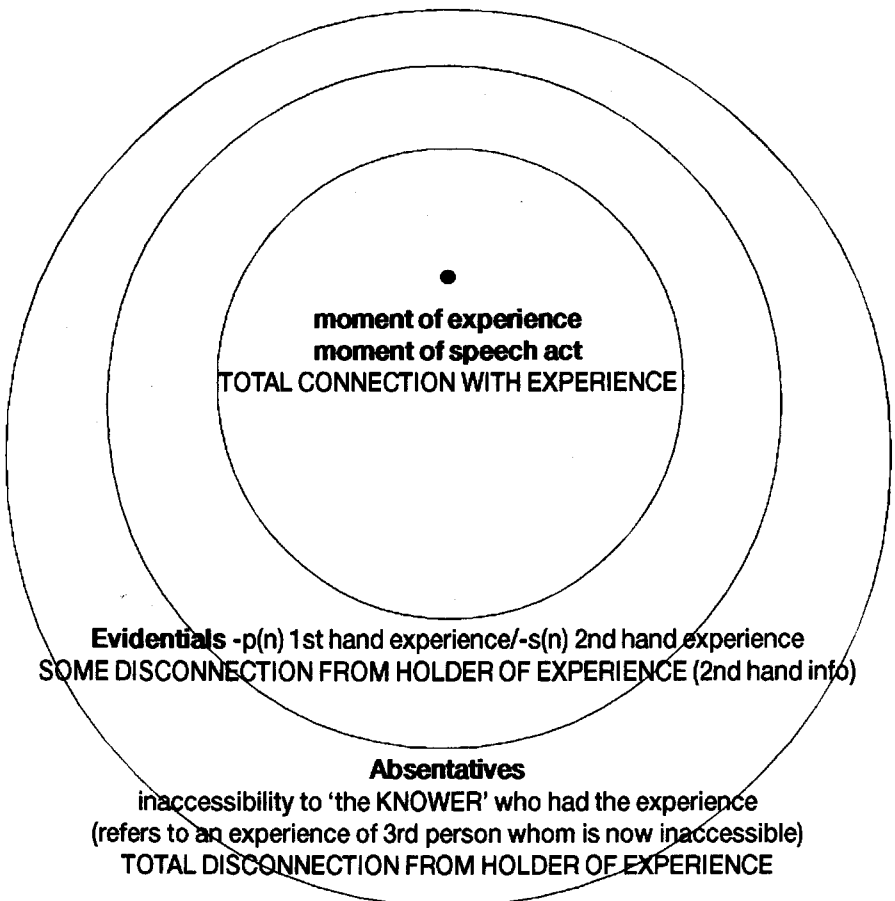 moment of experience
moment of speech act
TOTAL CONNECTION WITH EXPERIENCE
Evidentials -p(n) 1st hand experience/-s(n) 2nd hand experience
SOME DISCONNECTION FROM HOLDER OF EXPERIENCE (2nd hand info)
Absentatives
inaccessibility to ‘the KNOWER’ who had the experience
(refers to an experience of 3rd person whom is now inaccessible)
TOTAL DISCONNECTION FROM HOLDER OF EXPERIENCE